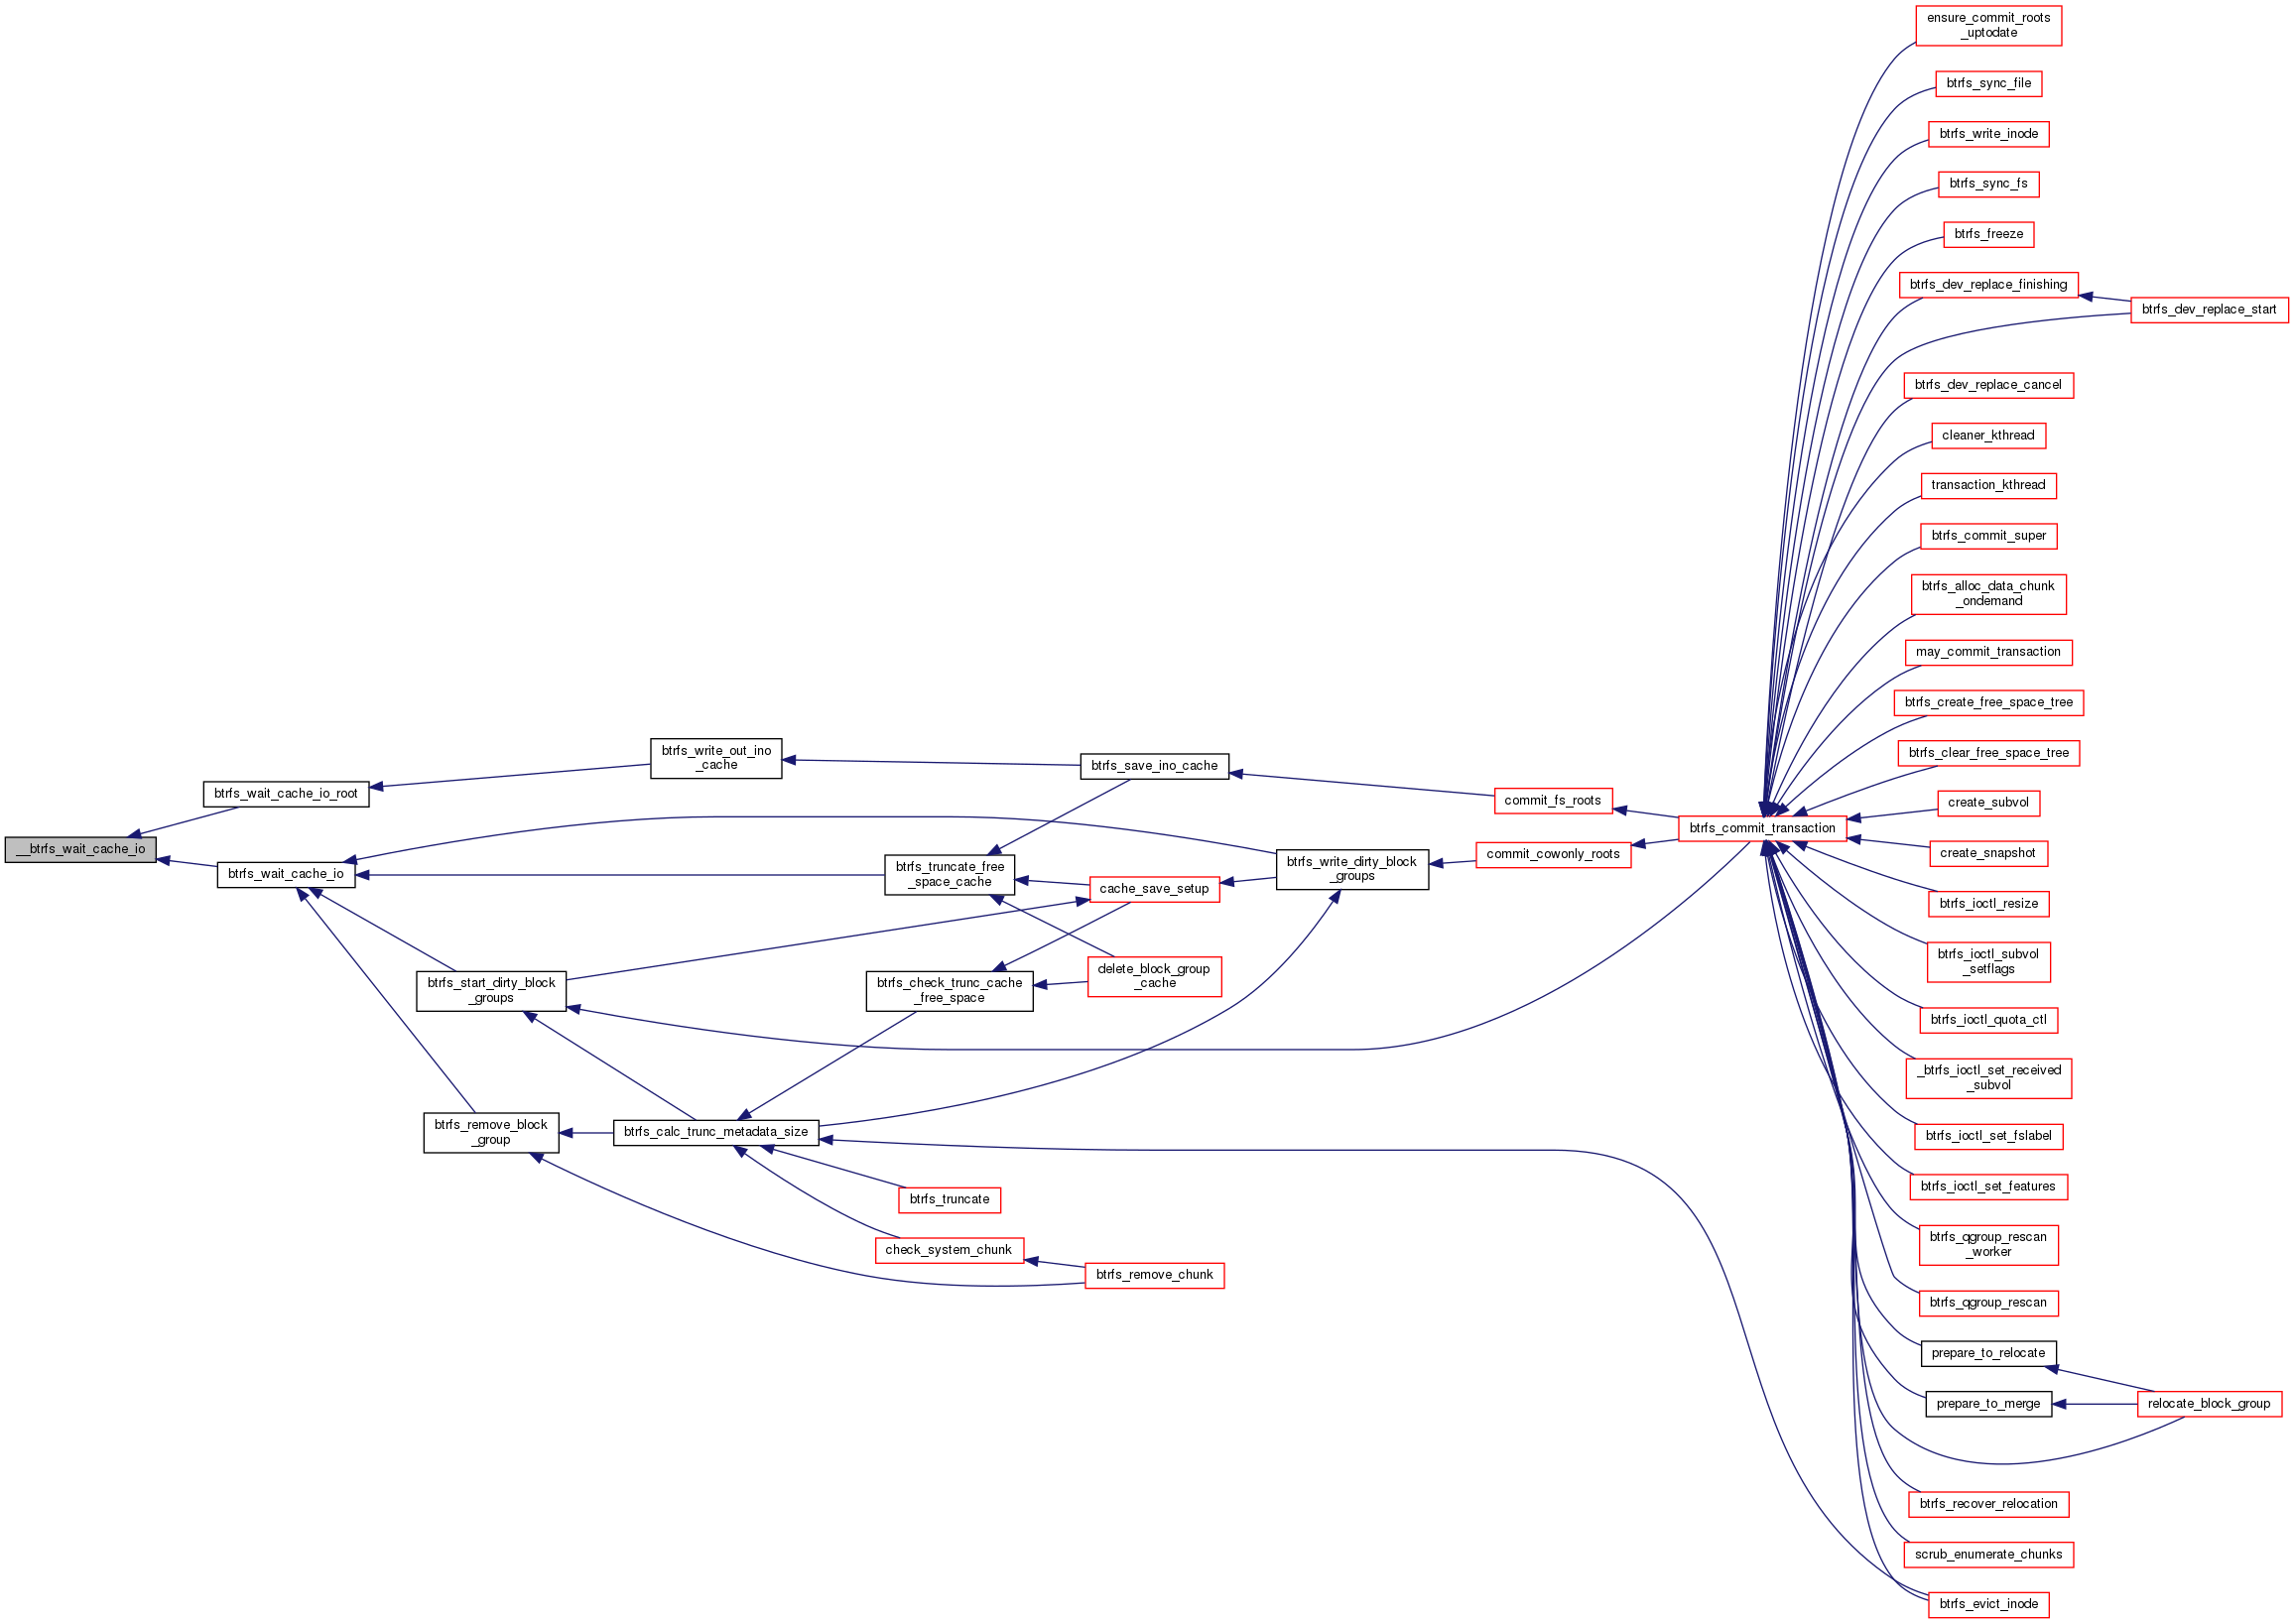 __btrfs_wait_cache_io
btrfs_wait_cache_io_root
btrfs_wait_cache_io
btrfs_start_dirty_block
_groups
btrfs_remove_block
_group
btrfs_write_out_ino
_cache
btrfs_calc_trunc_metadata_size
btrfs_truncate_free
_space_cache
btrfs_check_trunc_cache
_free_space
btrfs_truncate
check_system_chunk
btrfs_save_ino_cache
cache_save_setup
delete_block_group
_cache
btrfs_remove_chunk
btrfs_write_dirty_block
_groups
commit_fs_roots
commit_cowonly_roots
btrfs_commit_transaction
ensure_commit_roots
_uptodate
btrfs_sync_file
btrfs_write_inode
btrfs_sync_fs
btrfs_freeze
btrfs_dev_replace_finishing
btrfs_dev_replace_start
btrfs_dev_replace_cancel
cleaner_kthread
transaction_kthread
btrfs_commit_super
btrfs_alloc_data_chunk
_ondemand
may_commit_transaction
btrfs_create_free_space_tree
btrfs_clear_free_space_tree
create_subvol
create_snapshot
btrfs_ioctl_resize
btrfs_ioctl_subvol
_setflags
btrfs_ioctl_quota_ctl
_btrfs_ioctl_set_received
_subvol
btrfs_ioctl_set_fslabel
btrfs_ioctl_set_features
btrfs_qgroup_rescan
_worker
btrfs_qgroup_rescan
prepare_to_relocate
prepare_to_merge
relocate_block_group
btrfs_recover_relocation
scrub_enumerate_chunks
btrfs_evict_inode